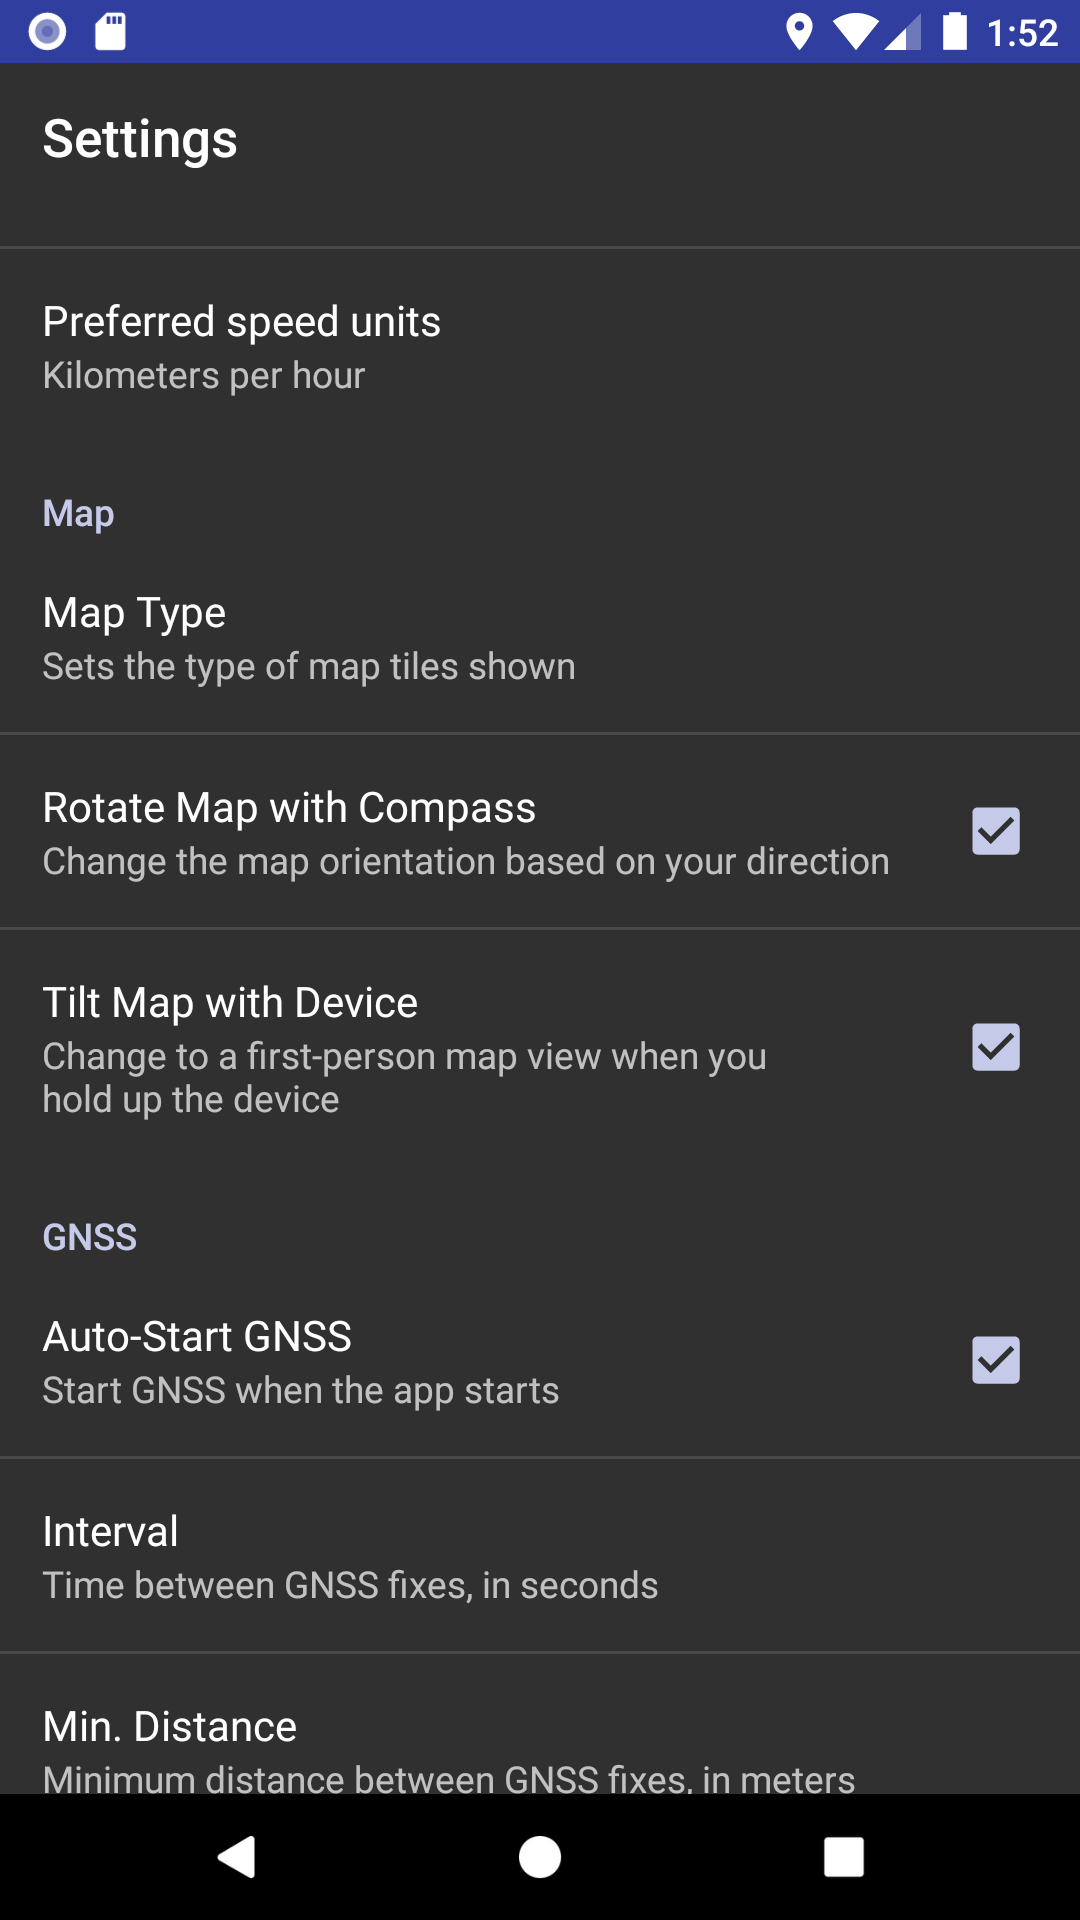 1:52
Settings
Preferred speed units
Kilometers per hour
Map
Map Type
Sets the type of map tiles shown
Rotate Map with Compass
Change the map orientation based on your direction
Tilt Map with Device
Change to a first-person map view when you
hold up the device
GNSS
Auto-Start GNSS
Start GNSS when the app starts
Interval
Time between GNSS fixes, in seconds
Min. Distance
Minimum distance between GNSS fixes, in meters